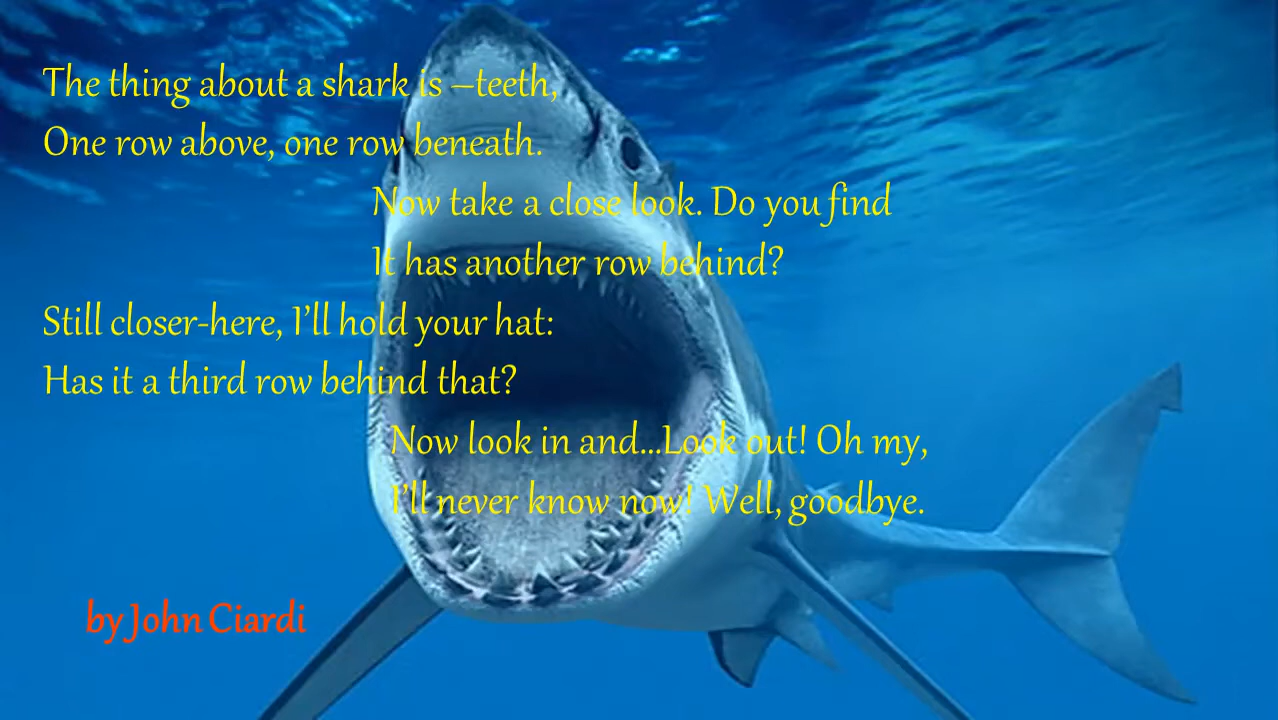 The thing about a shark is –teeth,
One row above, one row beneath.
Now take a close look. Do you find
It has another row behind?
Still closer-here, I’ll hold your hat:
Has it a third row behind that?
Now look in and...Look out! Oh my,
I’ll never know now! Well, goodbye.
by John Ciardi